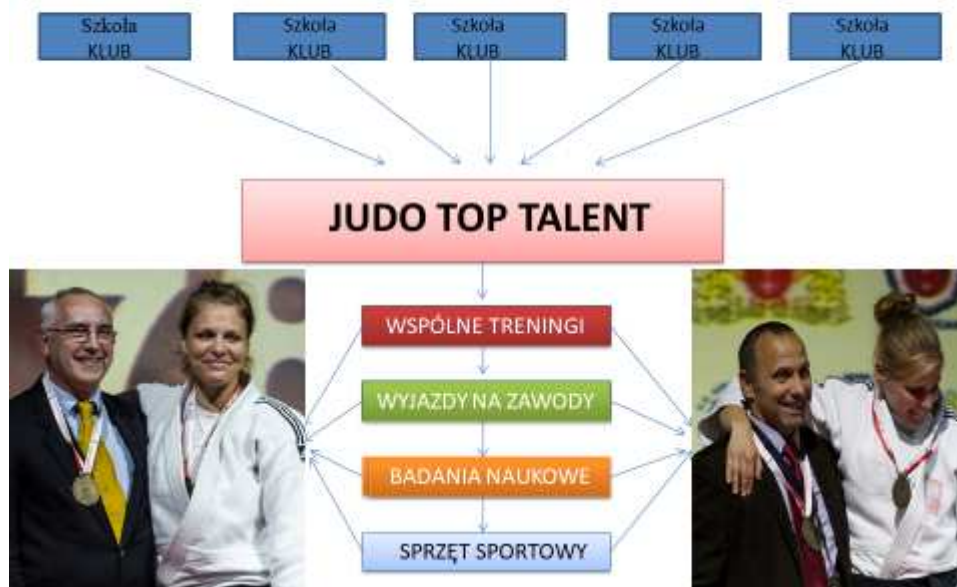 Szkoła
KLUB
Szkoła
KLUB
Szkoła
KLUB
Szkoła
KLUB
Szkoła
KLUB
JUDO TOP TALENT
WSPÓLNE TRENINGI
WYJAZDY NA ZAWODY
BADANIA NAUKOWE
SPRZĘT SPORTOWY